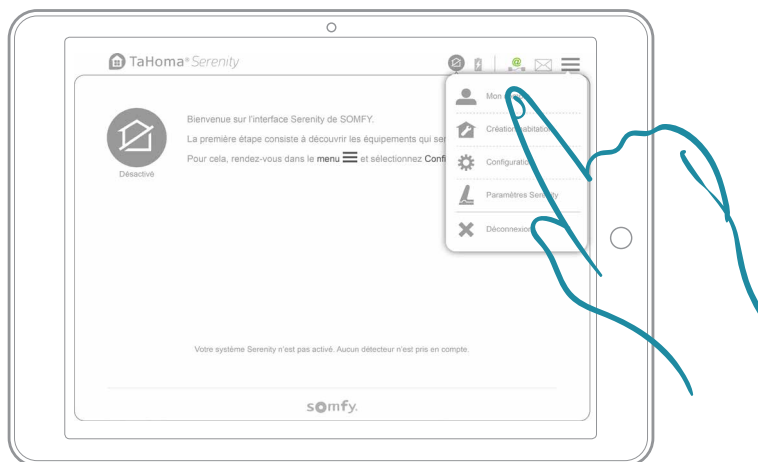 TaHoma® Serenity
@
Mon
Bienvenue sur l'interface Serenity de SOMFY.
La première étape consiste à découvrir les équipements qui
Création habitation
Pour cela, rendez-vous dans le menu et sélectionnez
Configuration
Désactivé
Paramètres Serenity
Déconnexion
Votre système Serenity n'est pas activé. Aucun détecteur n'est pris en compte.
somfy.